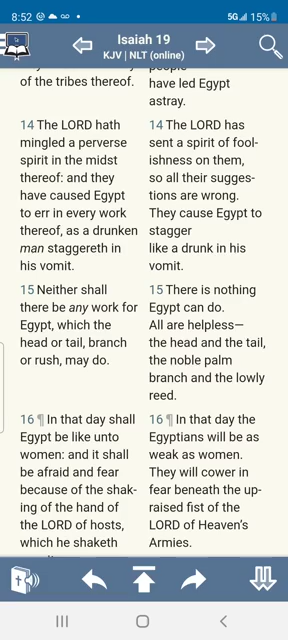 8:52
5G 15%
Isaiah 19
KJV | NLT (online)
of the tribes thereof.
14 The LORD hath
mingled a perverse
spirit in the midst
thereof: and they
have caused Egypt
to err in every work
thereof, as a drunken
man staggereth in
his vomit.
15 Neither shall
there be any work for
Egypt, which the
head or tail, branch
or rush, may do.
16 ¶ In that day shall
Egypt be like unto
women: and it shall
be afraid and fear
because of the shak-
ing of the hand of
the LORD of hosts,
which he shaketh
people
have led Egypt
astray.
14 The LORD has
sent a spirit of fool-
ishness on them,
so all their sugges-
tions are wrong.
They cause Egypt to
stagger
like a drunk in his
vomit.
15 There is nothing
Egypt can do.
All are helpless—
the head and the tail,
the noble palm
branch and the lowly
reed.
16 ¶ In that day the
Egyptians will be as
weak as women.
They will cower in
fear beneath the up-
raised fist of the
LORD of Heaven's
Armies.